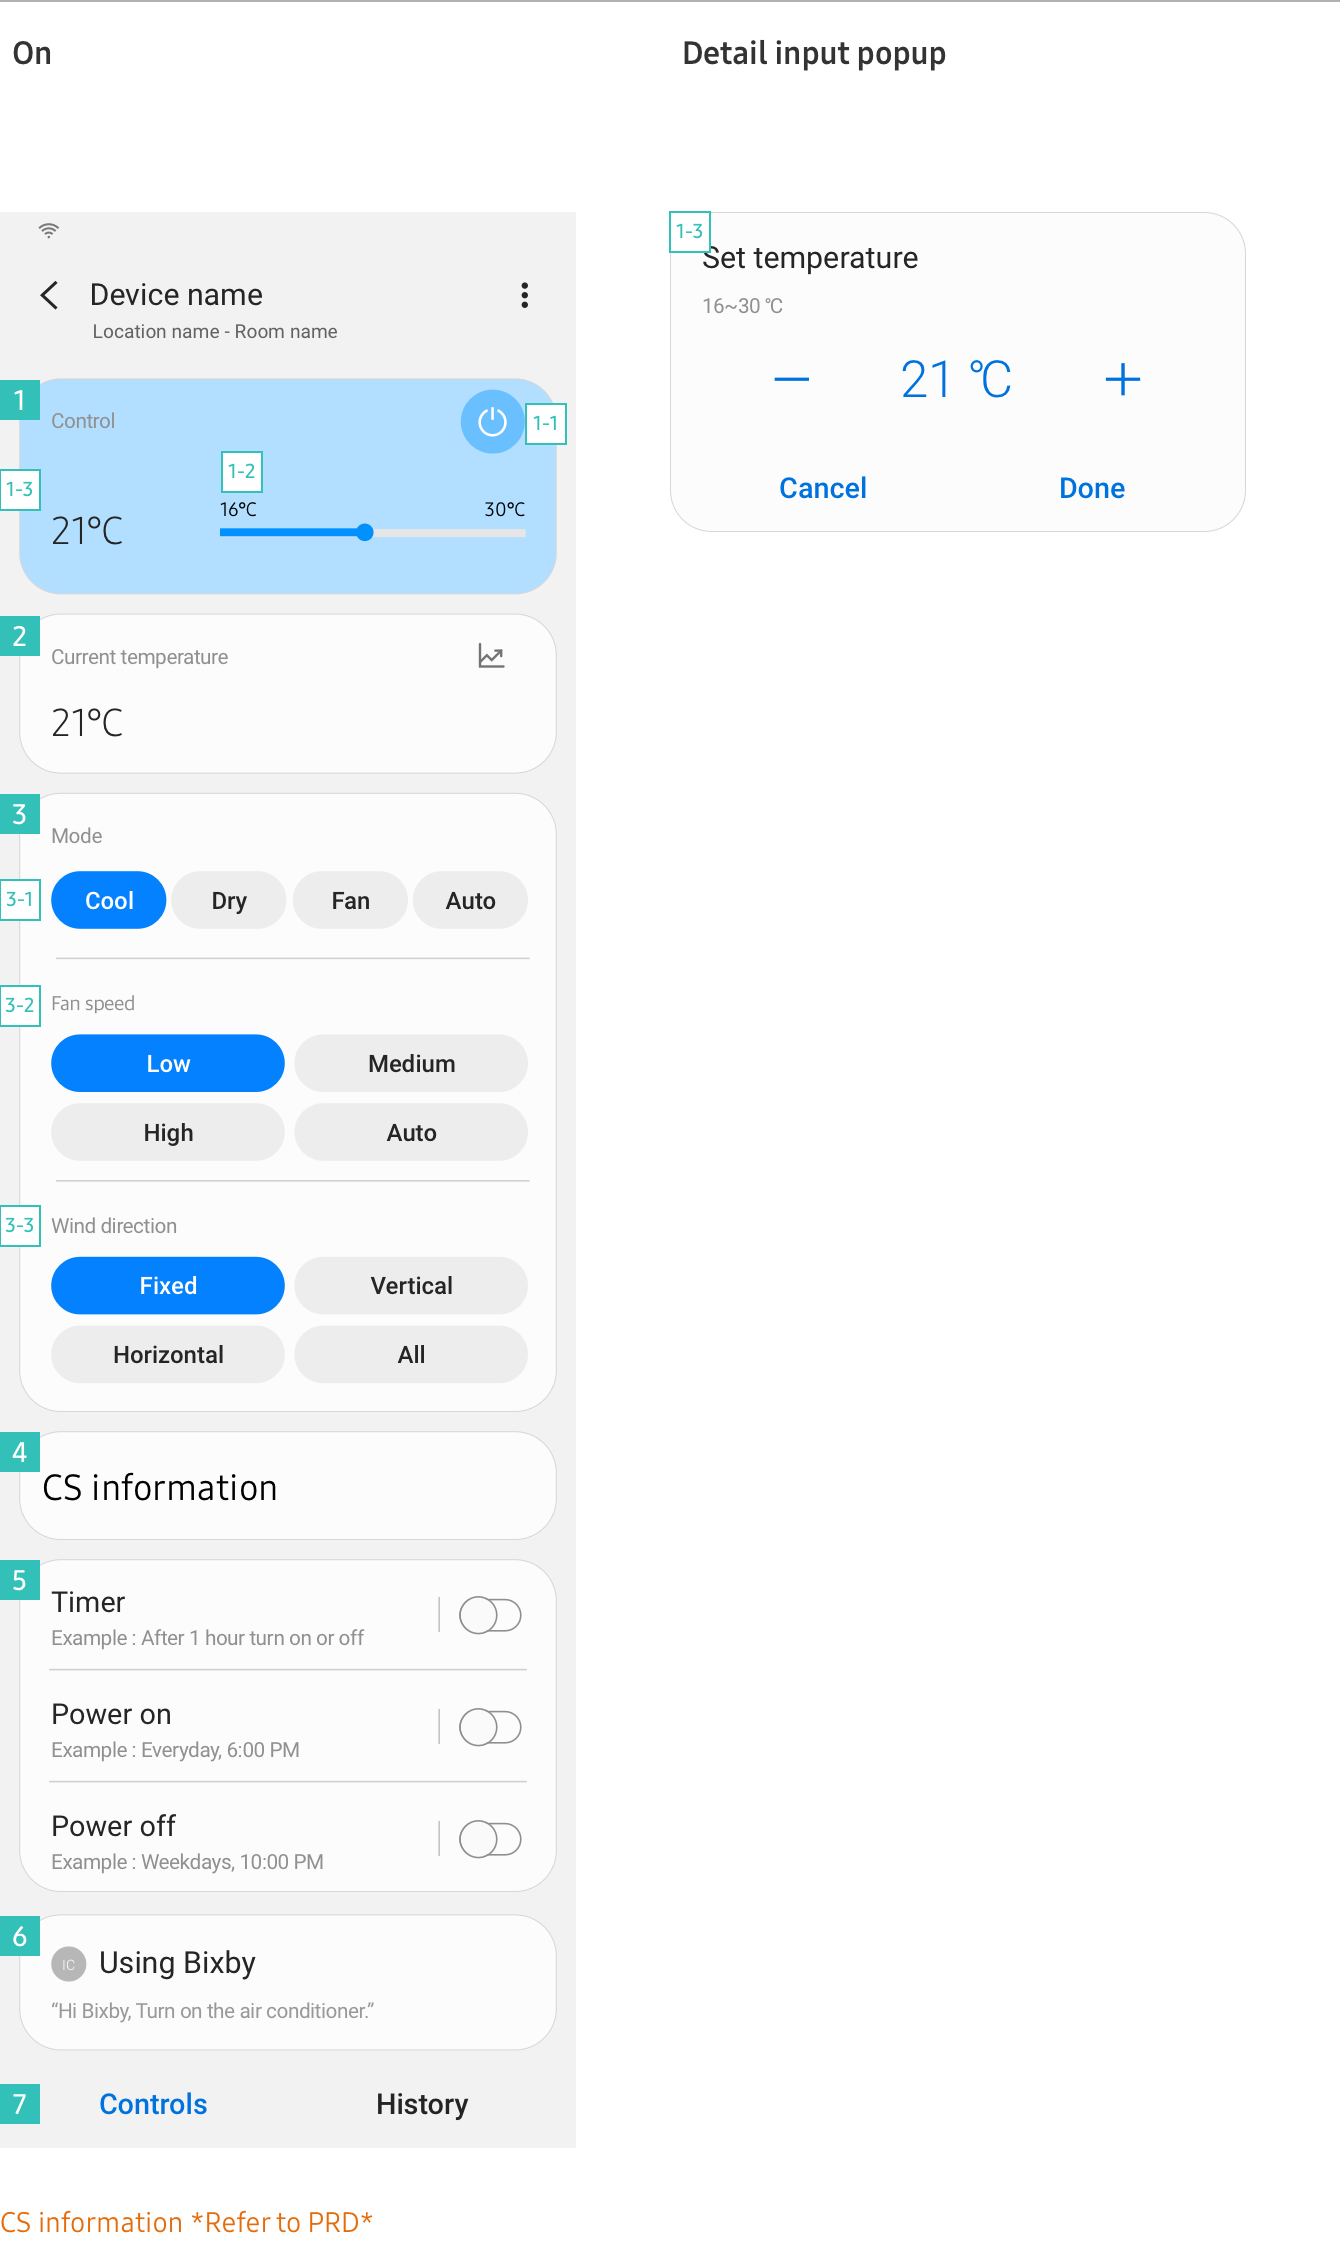 On
Detail input popup
Device name
Location name - Room name
1
Control
1-1
1-2
1-3
16°C
30°C
21°C
2
Current temperature
21°C
3
Mode
3-1
Cool
Dry
Fan
Auto
3-2
Fan speed
Low
Medium
High
Auto
3-3
Wind direction
Fixed
Vertical
Horizontal
All
4
CS information
5
Timer
Example : After 1 hour turn on or off
Power on
Example : Everyday, 6:00 PM
Power off
Example : Weekdays, 10:00 PM
6
IC
Using Bixby
“Hi Bixby, Turn on the air conditioner.”
7
Controls
History
1-3
Set temperature
16~30 ℃
— 21 ℃ +
Cancel
Done
CS information *Refer to PRD*